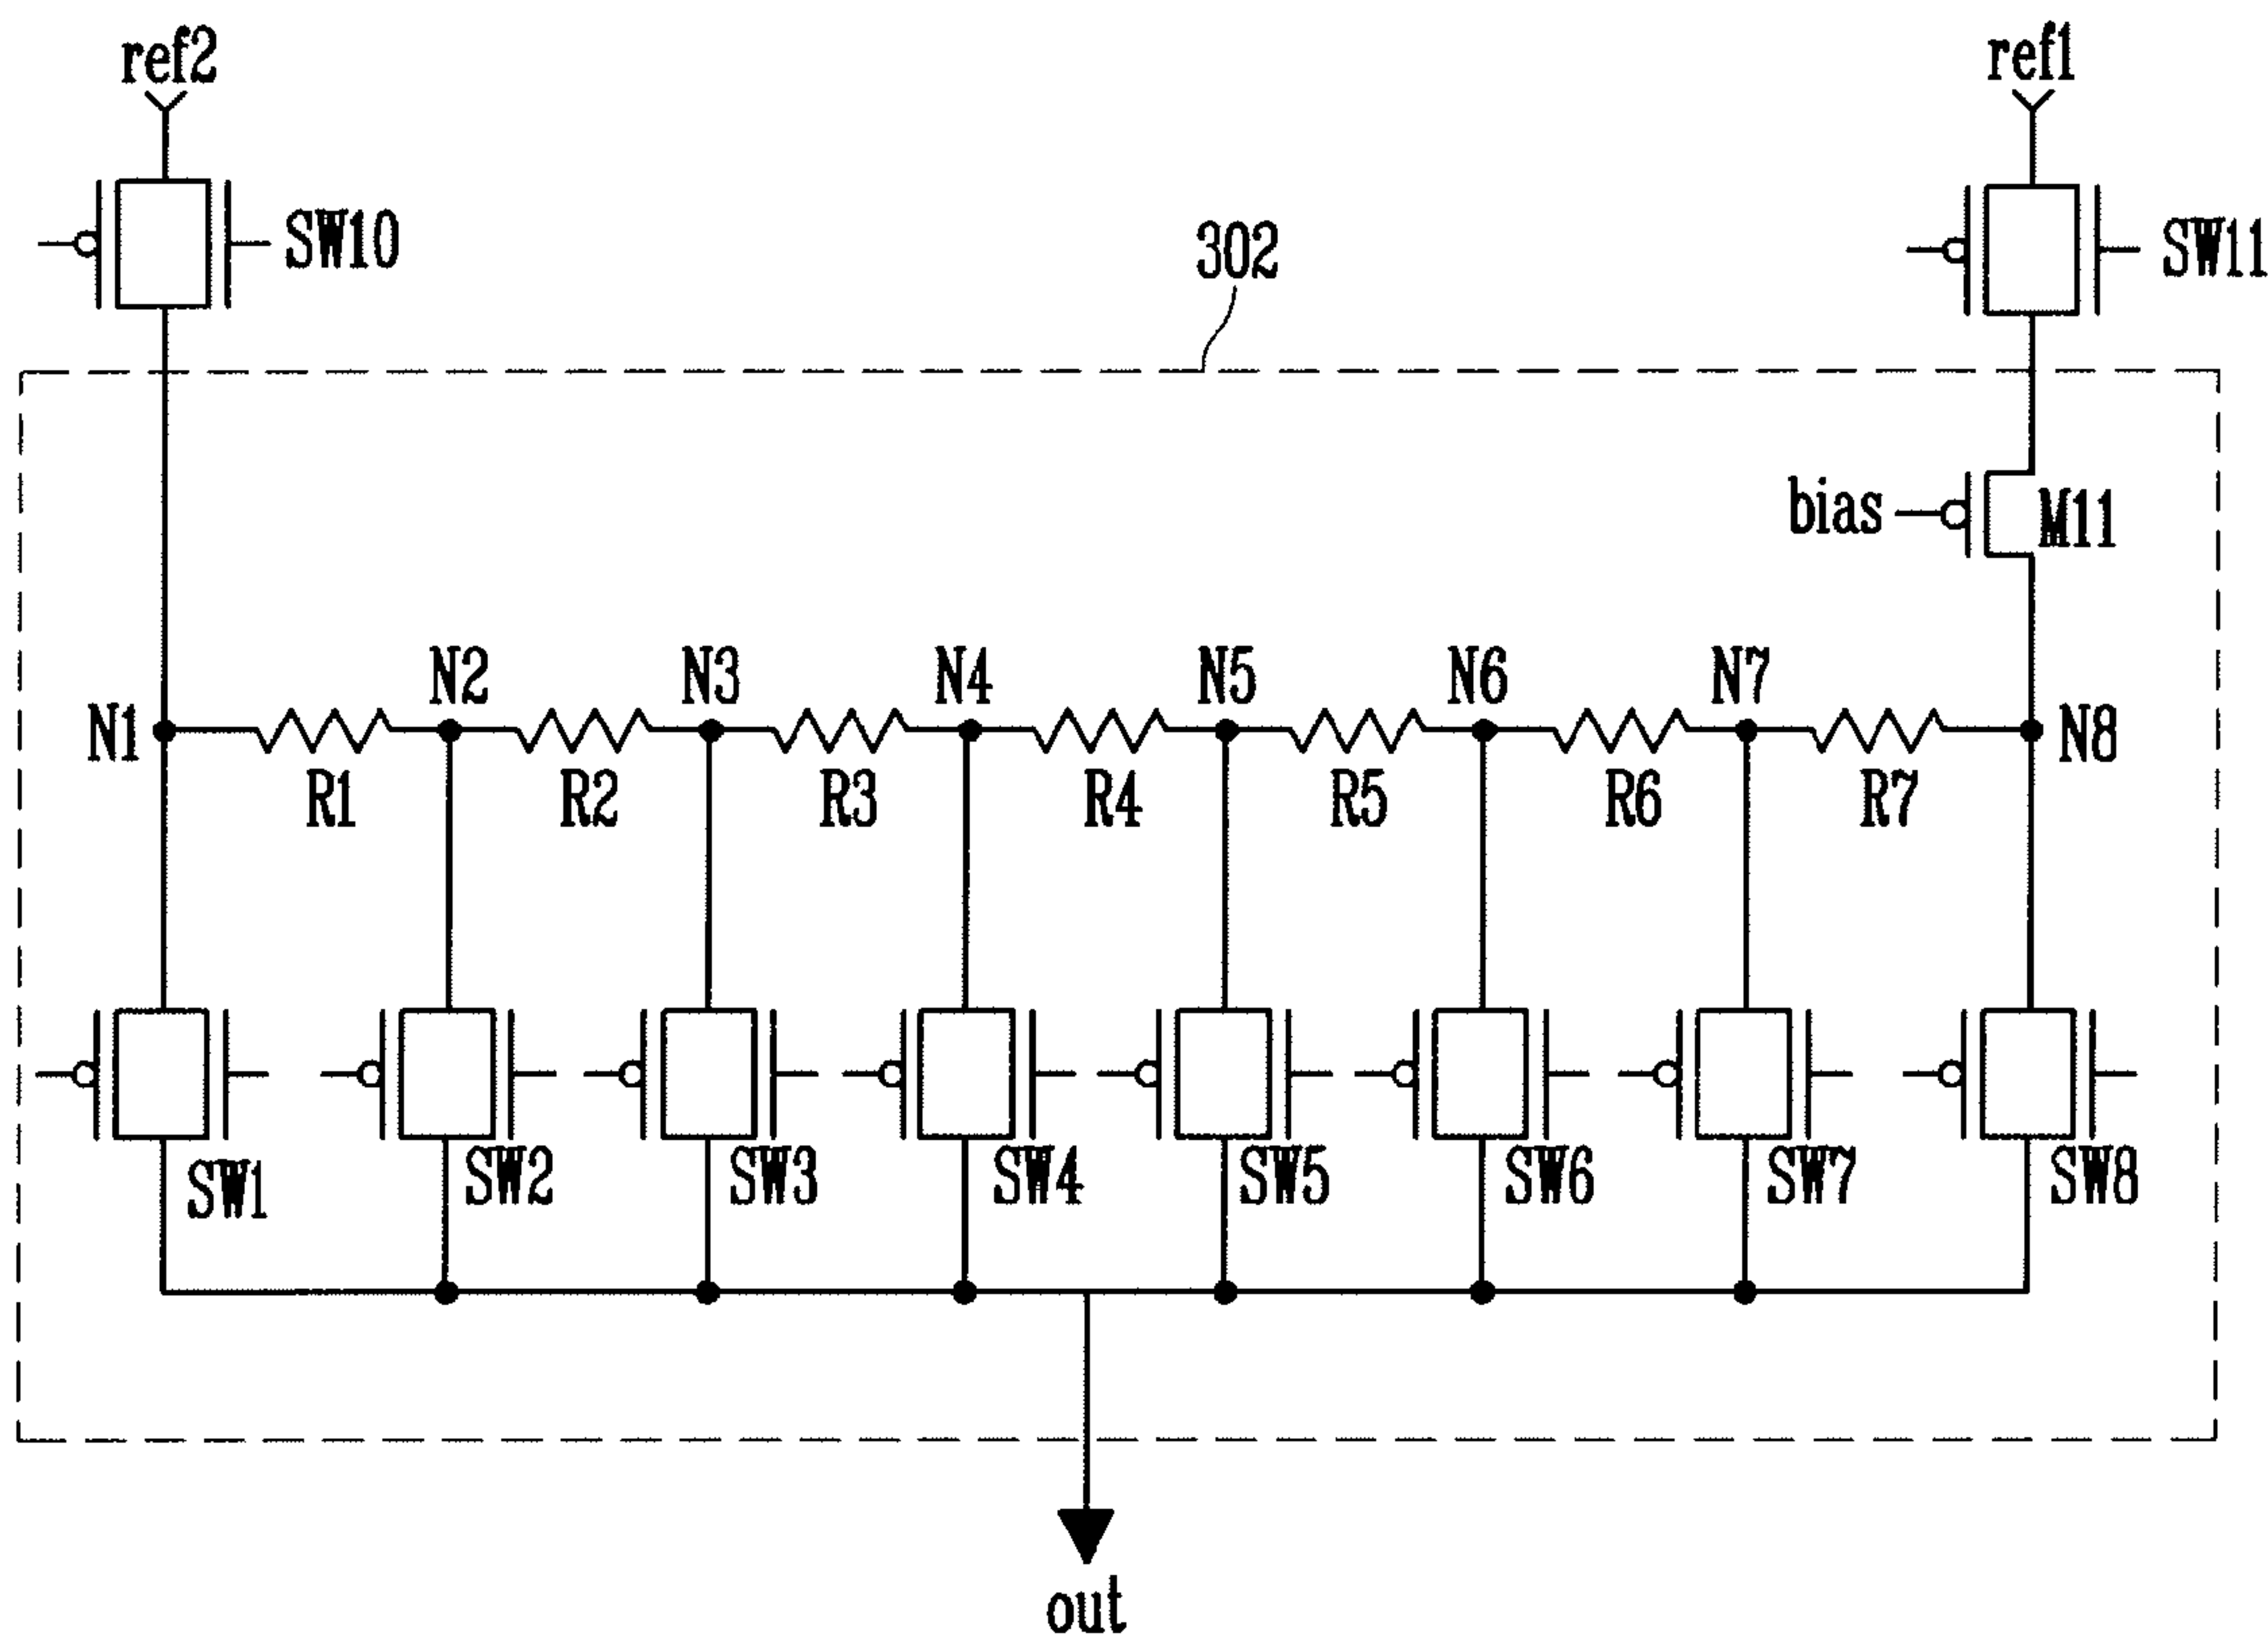 ref2
ref1
SW10
SW11
302
bias
M11
N1
N2
N3
N4
N5
N6
N7
N8
R1
R2
R3
R4
R5
R6
R7
SW1
SW2
SW3
SW4
SW5
SW6
SW7
SW8
out